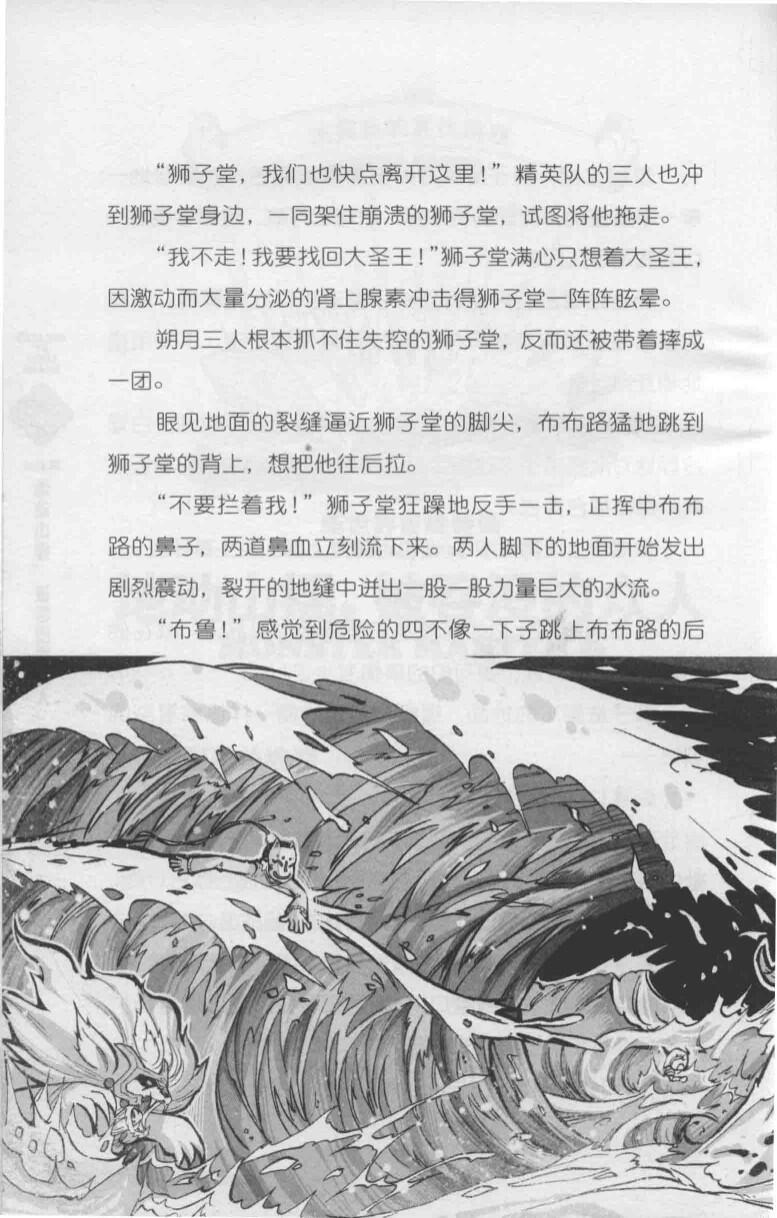 “狮子堂，我们也快点离开这里！”精英队的三人也冲
到狮子堂身边，一同架住崩溃的狮子堂，试图将他拖走。
“我不走！我要找回大圣王！”狮子堂满心只想着大圣王，
因激动而大量分泌的肾上腺素冲击得狮子堂一阵阵眩晕。
朔月三人根本抓不住失控的狮子堂，反而还被带着摔成
一团。
眼见地面的裂缝逼近狮子堂的脚尖，布布路猛地跳到
狮子堂的背上，想把他往后拉。
“不要拦着我！”狮子堂狂躁地反手一击，正挥中布布
路的鼻子，两道鼻血立刻流下来。两人脚下的地面开始发出
剧烈震动，裂开的地缝中迸出一股一股力量巨大的水流。
“布鲁！”感觉到危险的四不像一下子跳上布布路的后